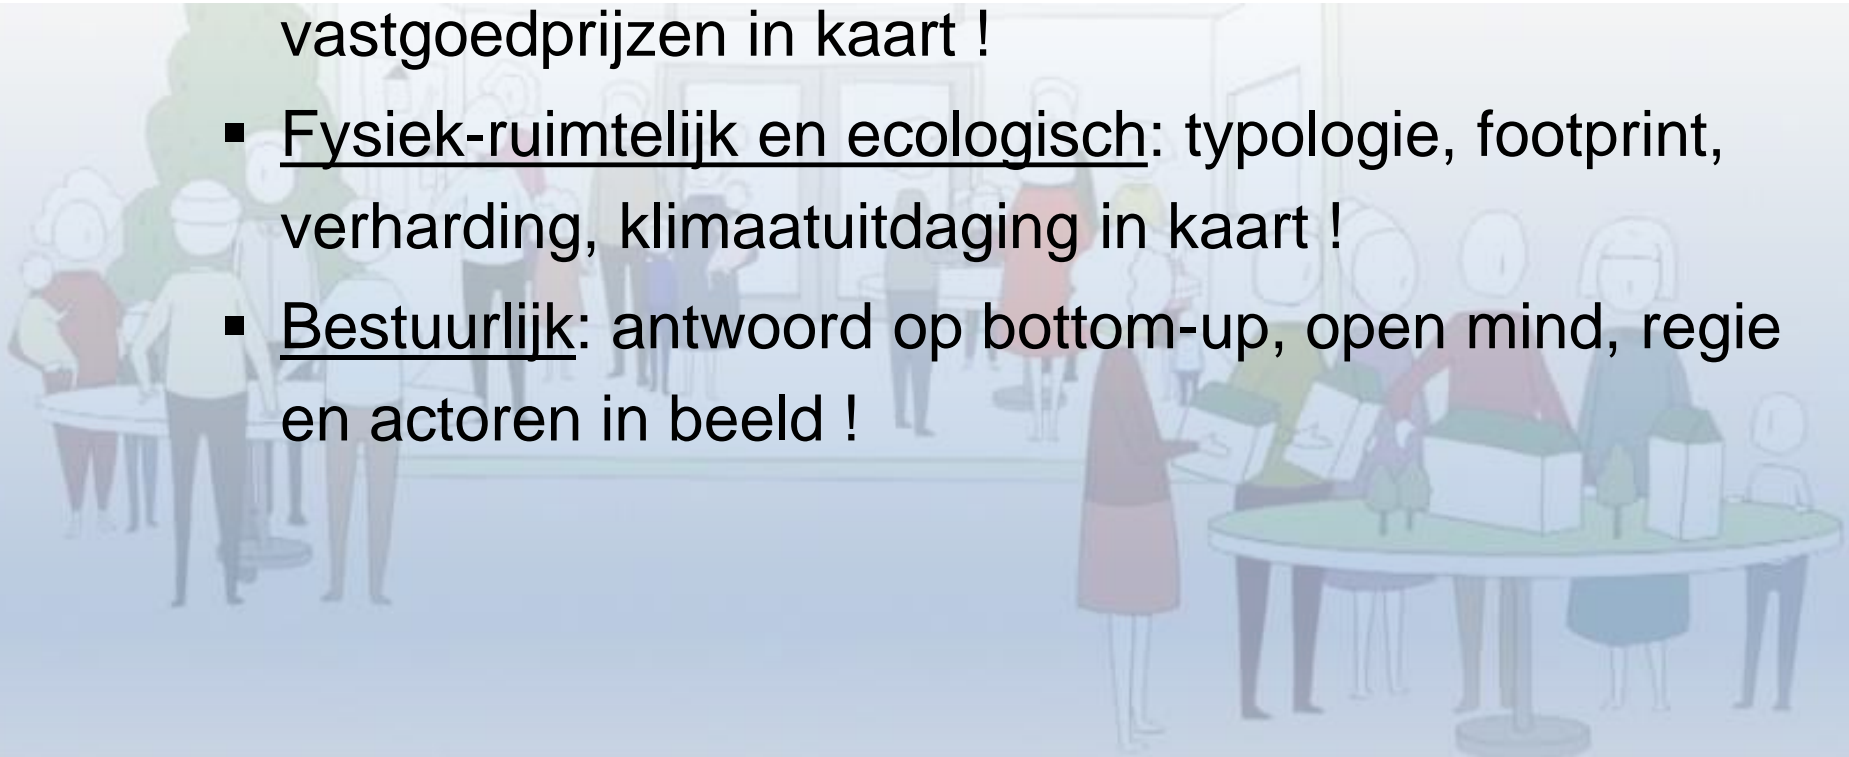 vastgoedprijzen in kaart !
▪ Fysiek-ruimtelijk en ecologisch: typologie, footprint,
verharding, klimaatuitdaging in kaart !
▪ Bestuurlijk: antwoord op bottom-up, open mind, regie
en actoren in beeld !